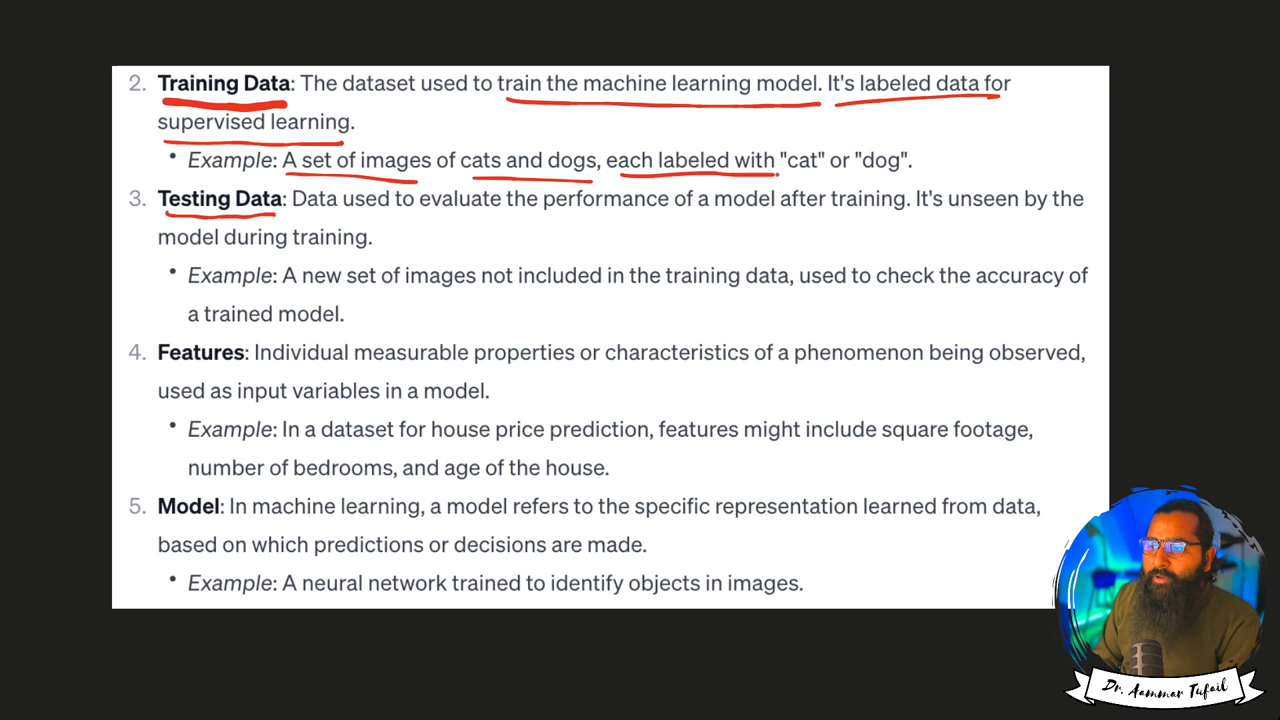 2. Training Data: The dataset used to train the machine learning model. It's labeled data for
supervised learning.
• Example: A set of images of cats and dogs, each labeled with "cat" or "dog".
3. Testing Data: Data used to evaluate the performance of a model after training. It's unseen by the
model during training.
• Example: A new set of images not included in the training data, used to check the accuracy of
a trained model.
4. Features: Individual measurable properties or characteristics of a phenomenon being observed,
used as input variables in a model.
• Example: In a dataset for house price prediction, features might include square footage,
number of bedrooms, and age of the house.
5. Model: In machine learning, a model refers to the specific representation learned from data,
based on which predictions or decisions are made.
• Example: A neural network trained to identify objects in images.
Dr. Aammar Tufail